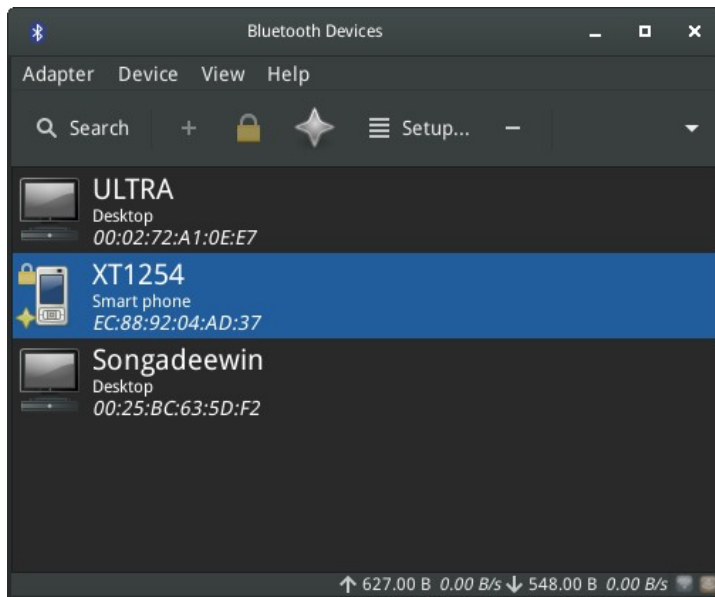 Bluetooth Devices
Adapter Device View Help
Search + Setup... −
ULTRA
Desktop
00:02:72:A1:0E:E7
XT1254
Smart phone
EC:88:92:04:AD:37
Songadeewin
Desktop
00:25:BC:63:5D:F2
627.00 B 0.00 B/s 548.00 B 0.00 B/s